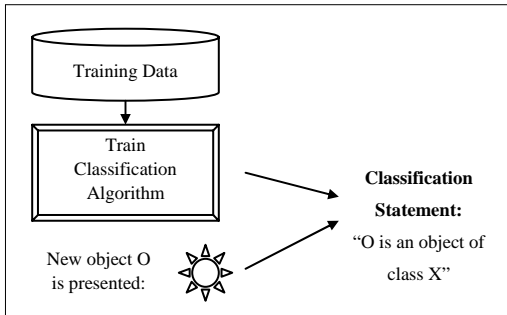 Training Data
Train
Classification
Algorithm
Classification
Statement:
“O is an object of
class X”
New object O
is presented: